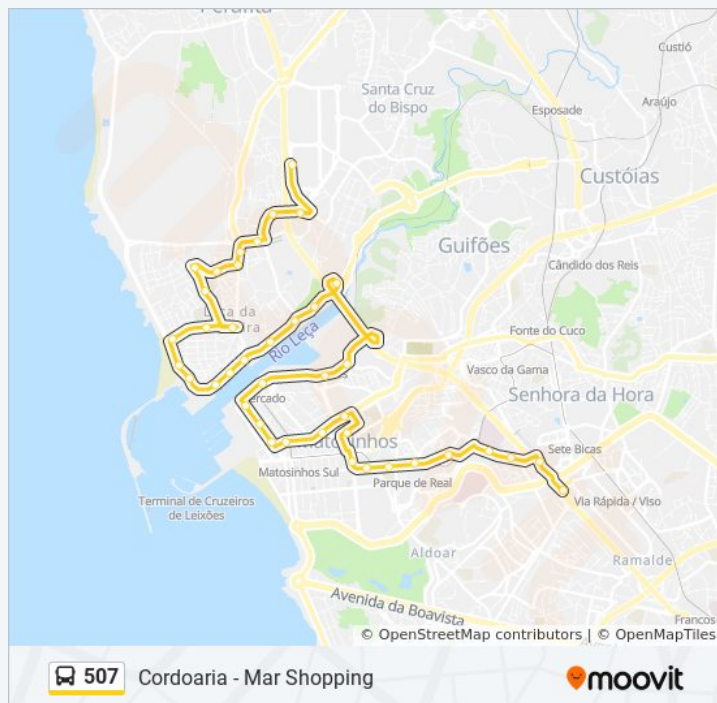 Custió
Santa Cruz
do Bispo
Araújo
Esposade
Custóias
Guifões
Cândido dos Reis
Rio Leça
Fonte do Cuco
Vasco da Gama
Senhora da Hora
Matosinhos
Sete Bicas
Matosinhos Sul
Parque de Real
Terminal de Cruzeiros
de Leixões
Via Rápida / Viso
Aldoar
Ramalde
Avenida da Boavista
Francos
© OpenStreetMap contributors | © OpenMapTiles
507 Cordoaria - Mar Shopping
moovit